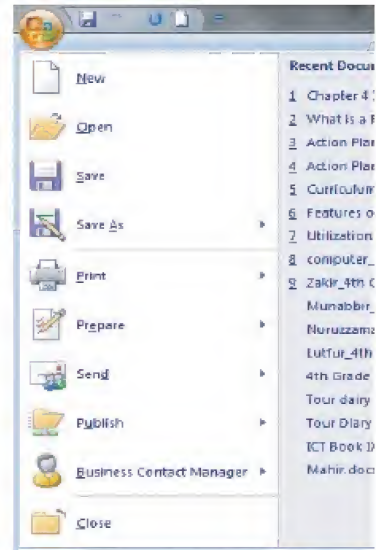 New
Open
Save
Save As
Print
Prepare
Send
Publish
Business Contact Manager
Close
Recent Docu
1 Chapter 4
2 What is a
3 Action Plan
4 Action Plan
5 Curriculum
6 Features o
7 Utilization
8 computer_
9 Zakir_4th
Munabbir_
Nuruzzama
Lutfur_4th
4th Grade
Tour dairy
Tour Diary
ICT Book
Mahir.doc